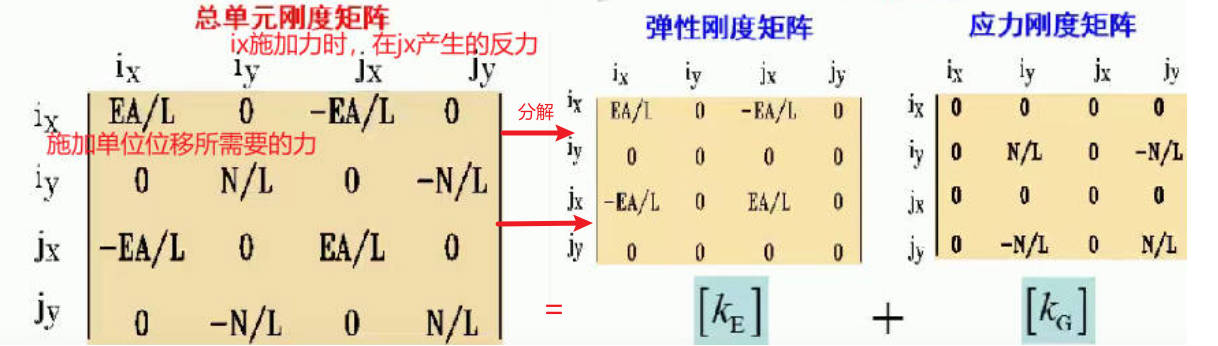 总单元刚度矩阵
ix施加力时，在jx产生的反力
ix iy jx jy
ix EA/L 0 -EA/L 0
施加单位位移所需要的力
iy 0 N/L 0 -N/L
jx -EA/L 0 EA/L 0
jy 0 -N/L 0 N/L
分解
=
弹性刚度矩阵
ix iy jx jy
ix EA/L 0 -EA/L 0
iy 0 0 0 0
jx -EA/L 0 EA/L 0
jy 0 0 0 0
[kE]
+
应力刚度矩阵
ix iy jx jy
ix 0 0 0 0
iy 0 N/L 0 -N/L
jx 0 0 0 0
jy 0 -N/L 0 N/L
[kG]